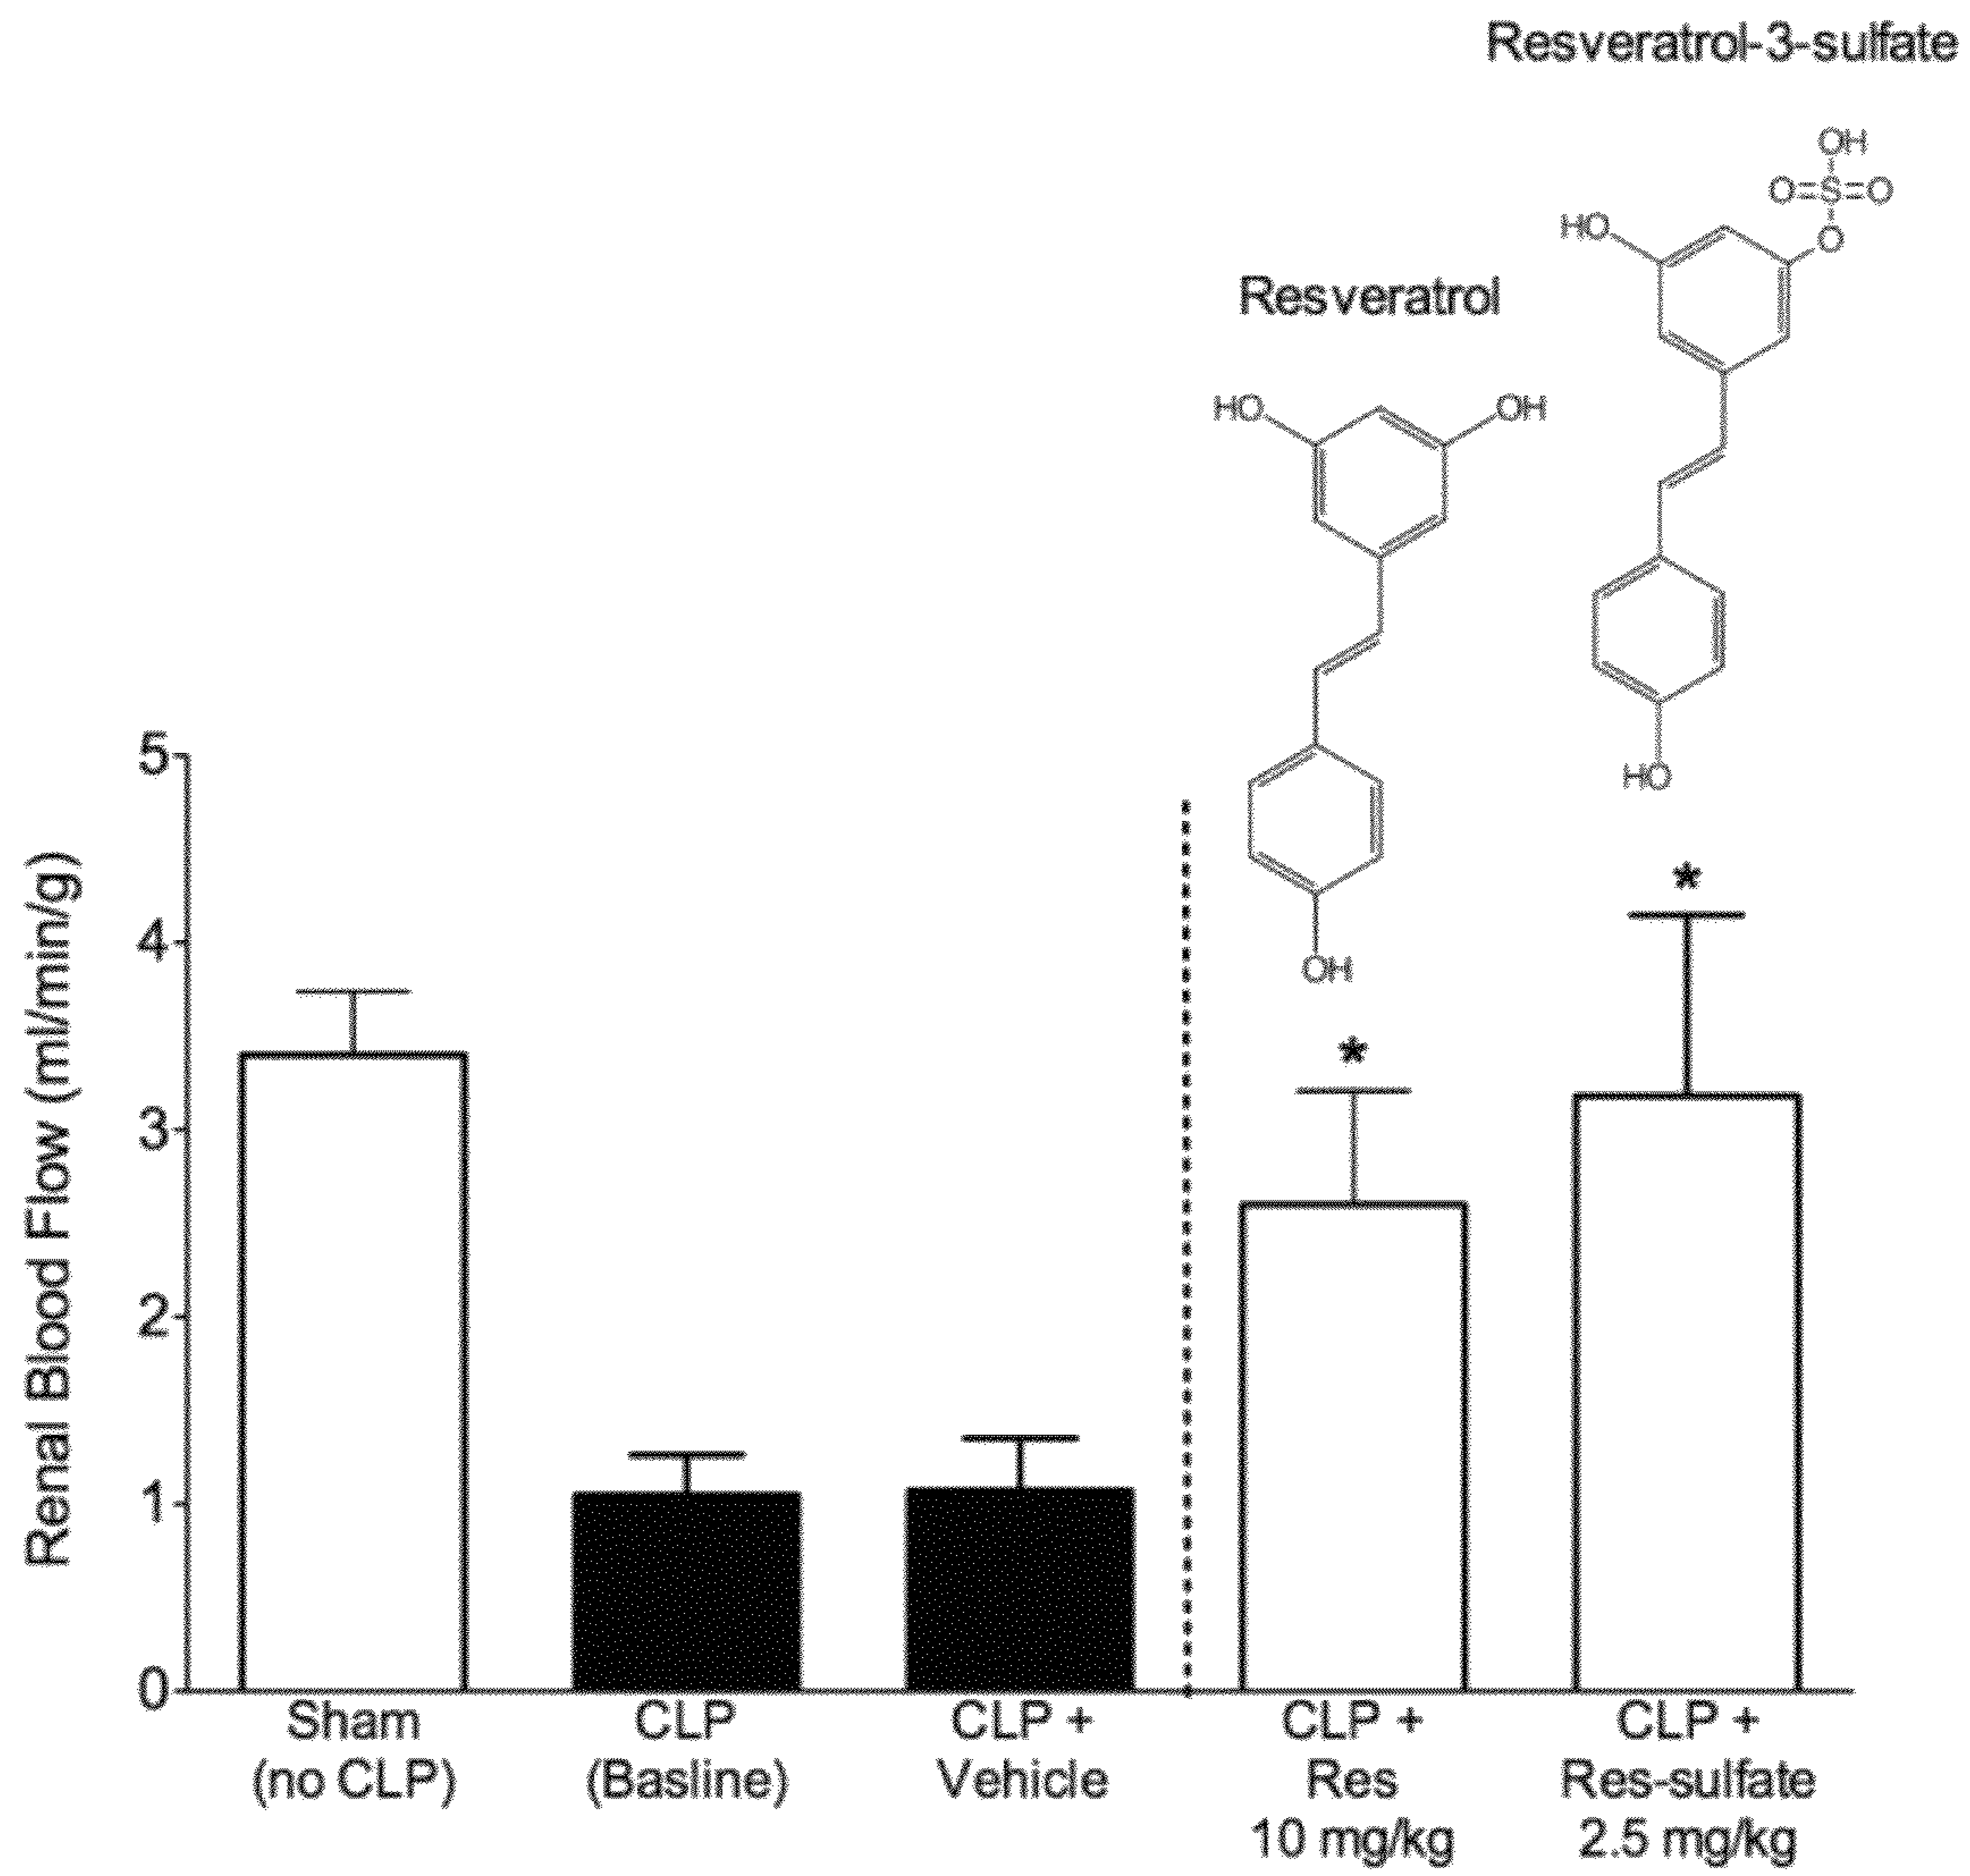 Resveratrol-3-sulfate
OH
O=S=O
HO
O
Resveratrol
HO
OH
HO
OH
*
*
Renal Blood Flow (ml/min/g)
5
4
3
2
1
0
Sham
(no CLP)
CLP
(Basline)
CLP +
Vehicle
CLP +
Res
10 mg/kg
CLP +
Res-sulfate
2.5 mg/kg